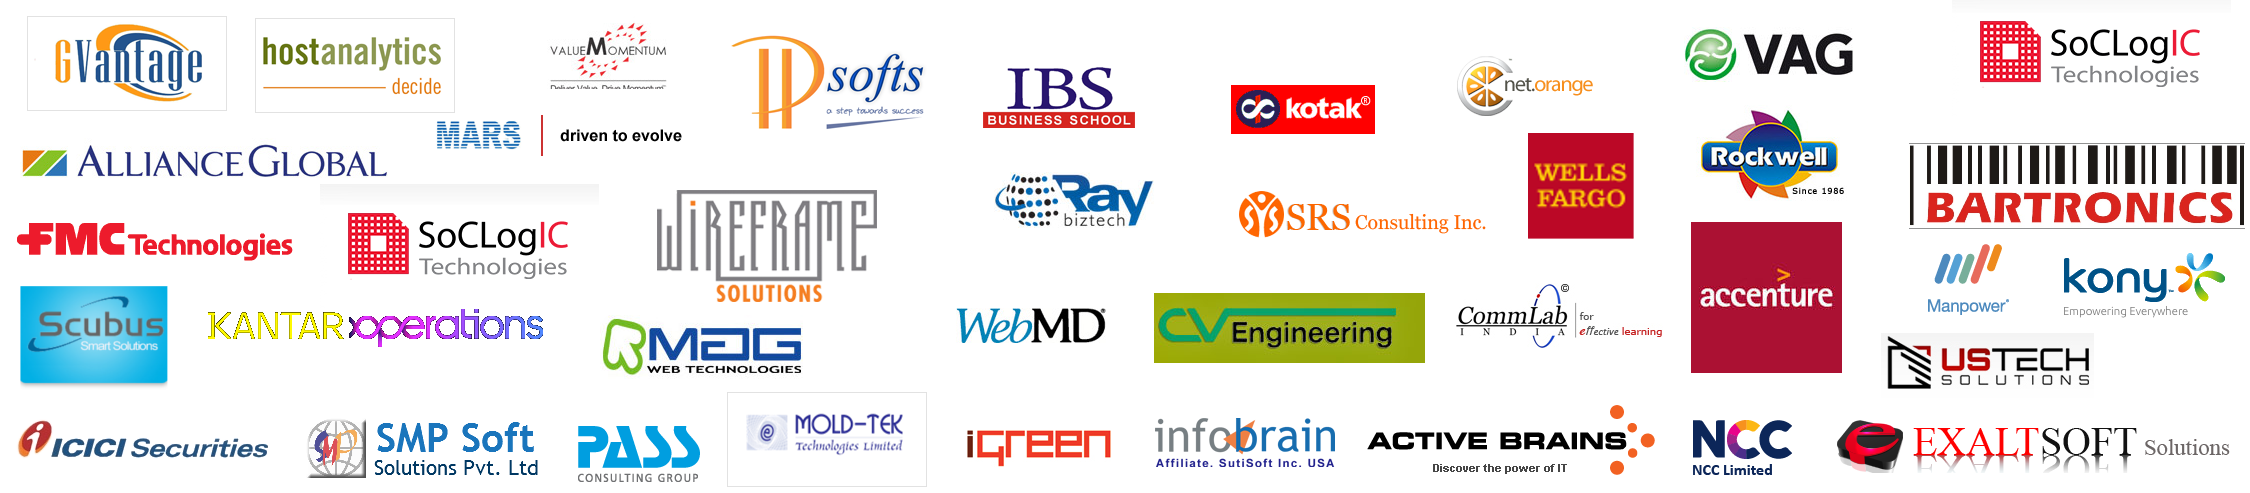 GVantage
hostanalytics
decide
VALUEMOMENTUM
Deliver Value. Drive Momentum
HP softs
a step towards success
IBS
BUSINESS SCHOOL
kotak®
net.orange
VAG
SoCLogIC
Technologies
MARS
driven to evolve
ALLIANCE GLOBAL
Ray
biztech
SRS Consulting Inc.
WELLS
FARGO
Rockwell
Since 1986
BARTRONICS
FMC Technologies
SoCLogIC
Technologies
WIREFRAME
SOLUTIONS
accenture
Manpower
kony
Empowering Everywhere
Scubus
Smart Solutions
KANTAR operations
RMAG
WEB TECHNOLOGIES
WebMD
CV Engineering
CommLab
INDIA
©
for
effective learning
USTECH
SOLUTIONS
ICICI Securities
SMP Soft
Solutions Pvt. Ltd
PASS
CONSULTING GROUP
MOLD-TEK
Technologies Limited
iGreen
infobrain
Affiliate. SutiSoft Inc. USA
ACTIVE BRAINS
Discover the power of IT
NCC
NCC Limited
EXALTSOFT Solutions